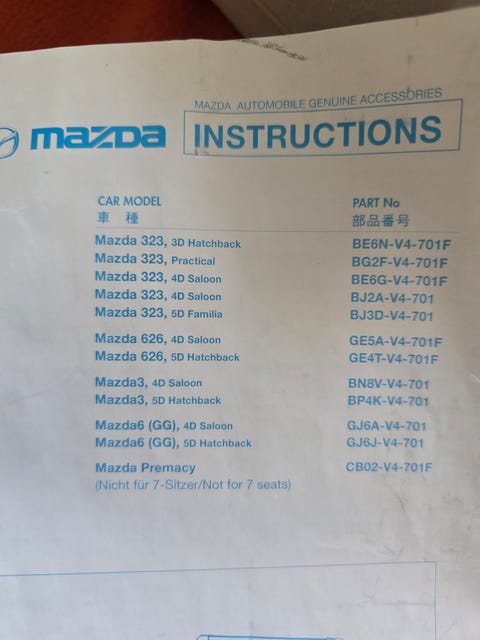 MAZDA AUTOMOBILE GENUINE ACCESSORIES
mazda INSTRUCTIONS
CAR MODEL PART No
車 種 部品番号
Mazda 323, 3D Hatchback BE6N-V4-701F
Mazda 323, Practical BG2F-V4-701F
Mazda 323, 4D Saloon BE6G-V4-701F
Mazda 323, 4D Saloon BJ2A-V4-701
Mazda 323, 5D Familia BJ3D-V4-701
Mazda 626, 4D Saloon GE5A-V4-701F
Mazda 626, 5D Hatchback GE4T-V4-701F
Mazda3, 4D Saloon BN8V-V4-701
Mazda3, 5D Hatchback BP4K-V4-701
Mazda6 (GG), 4D Saloon GJ6A-V4-701
Mazda6 (GG), 5D Hatchback GJ6J-V4-701
Mazda Premacy CB02-V4-701F
(Nicht für 7-Sitzer/Not for 7 seats)